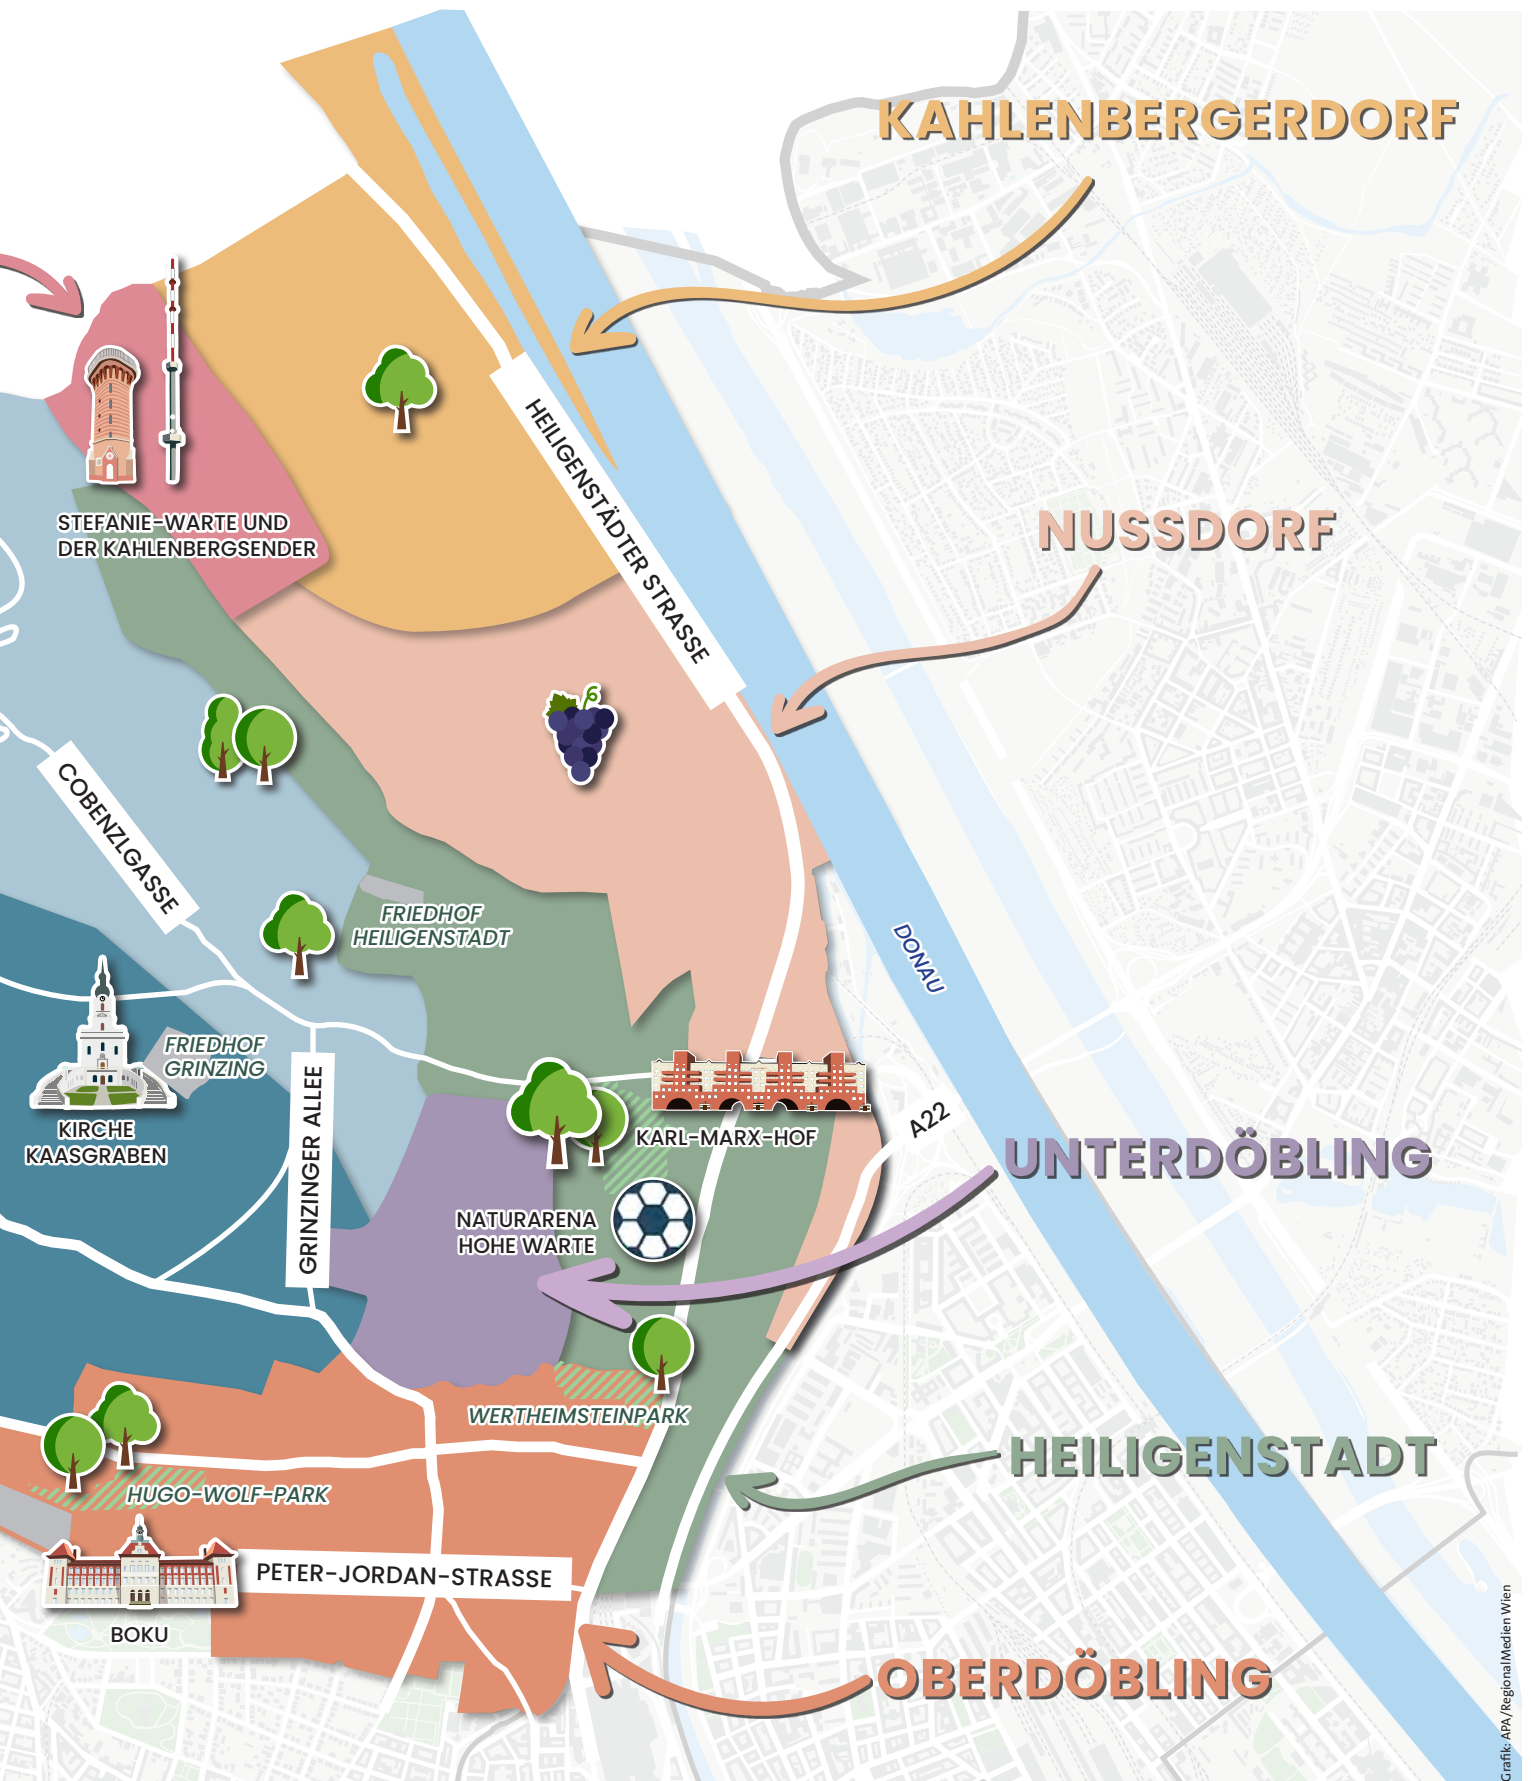 KAHLENBERGERDORF
HEILIGENSTÄDTER STRASSE
STEFANIE-WARTE UND
DER KAHLENBERGSENDER
NUSSDORF
COBENZLGASSE
FRIEDHOF
HEILIGENSTADT
DONAU
FRIEDHOF
GRINZING
KIRCHE
KAASGRABEN
GRINZINGER ALLEE
KARL-MARX-HOF
A22
UNTERDÖBLING
NATURARENA
HOHE WARTE
WERTHEIMSTEINPARK
HEILIGENSTADT
HUGO-WOLF-PARK
PETER-JORDAN-STRASSE
BOKU
OBERDÖBLING
Grafik: APA/RegionalMedien Wien